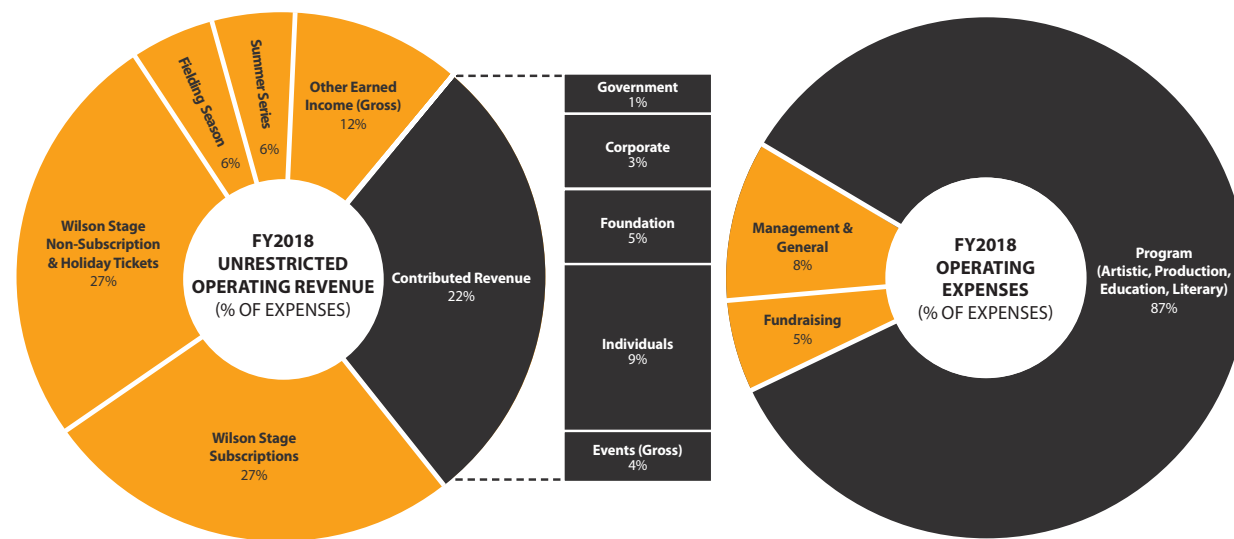 Fielding Season
6%
Summer Series
6%
Other Earned
Income (Gross)
12%
Wilson Stage
Non-Subscription
& Holiday Tickets
27%
FY2018
UNRESTRICTED
OPERATING REVENUE
(% OF EXPENSES)
Contributed Revenue
22%
Wilson Stage
Subscriptions
27%
Government
1%
Corporate
3%
Foundation
5%
Individuals
9%
Events (Gross)
4%
Management &
General
8%
Fundraising
5%
FY2018
OPERATING
EXPENSES
(% OF EXPENSES)
Program
(Artistic, Production,
Education, Literary)
87%